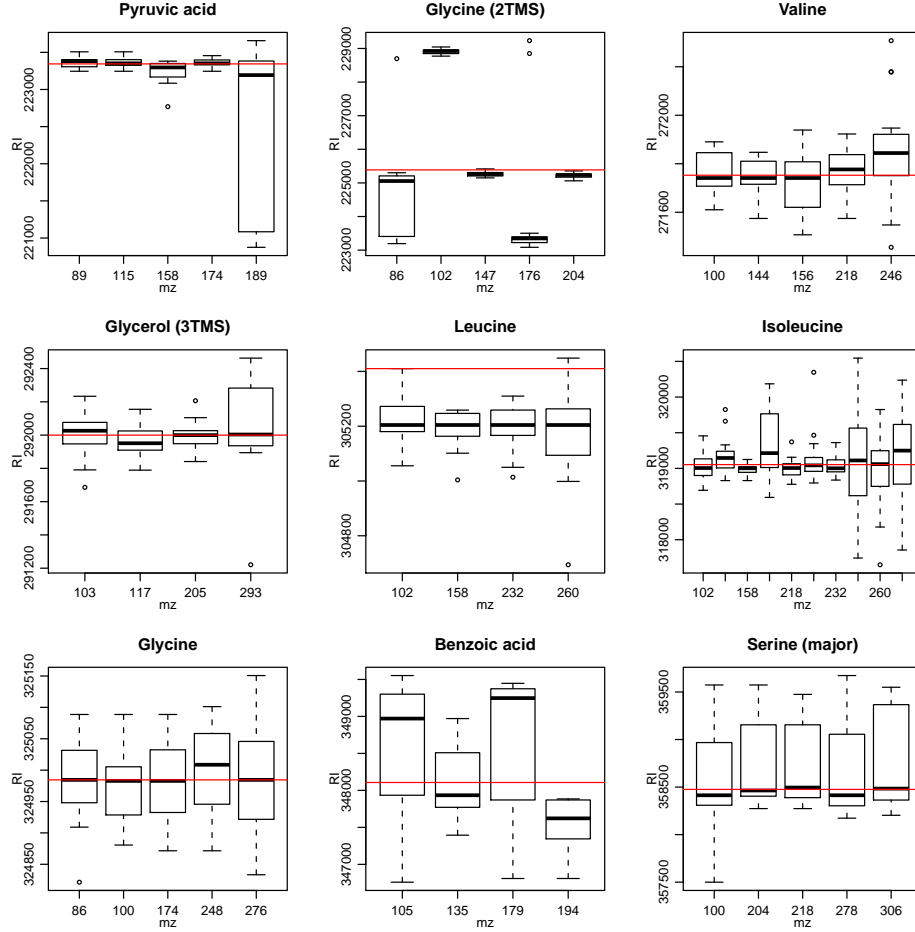 Pyruvic acid
RI
223000
222000
221000
89 115 158 174 189
mz
Glycine (2TMS)
RI
229000
227000
225000
223000
86 102 147 176 204
mz
Valine
RI
272000
271600
100 144 156 218 246
mz
Glycerol (3TMS)
RI
292400
292000
291600
291200
103 117 205 293
mz
Leucine
RI
305200
304800
102 158 232 260
mz
Isoleucine
RI
320000
319000
318000
102 158 218 232 260
mz
Glycine
RI
325150
325050
324950
324850
86 100 174 248 276
mz
Benzoic acid
RI
349000
348000
347000
105 135 179 194
mz
Serine (major)
RI
359500
358500
357500
100 204 218 278 306
mz